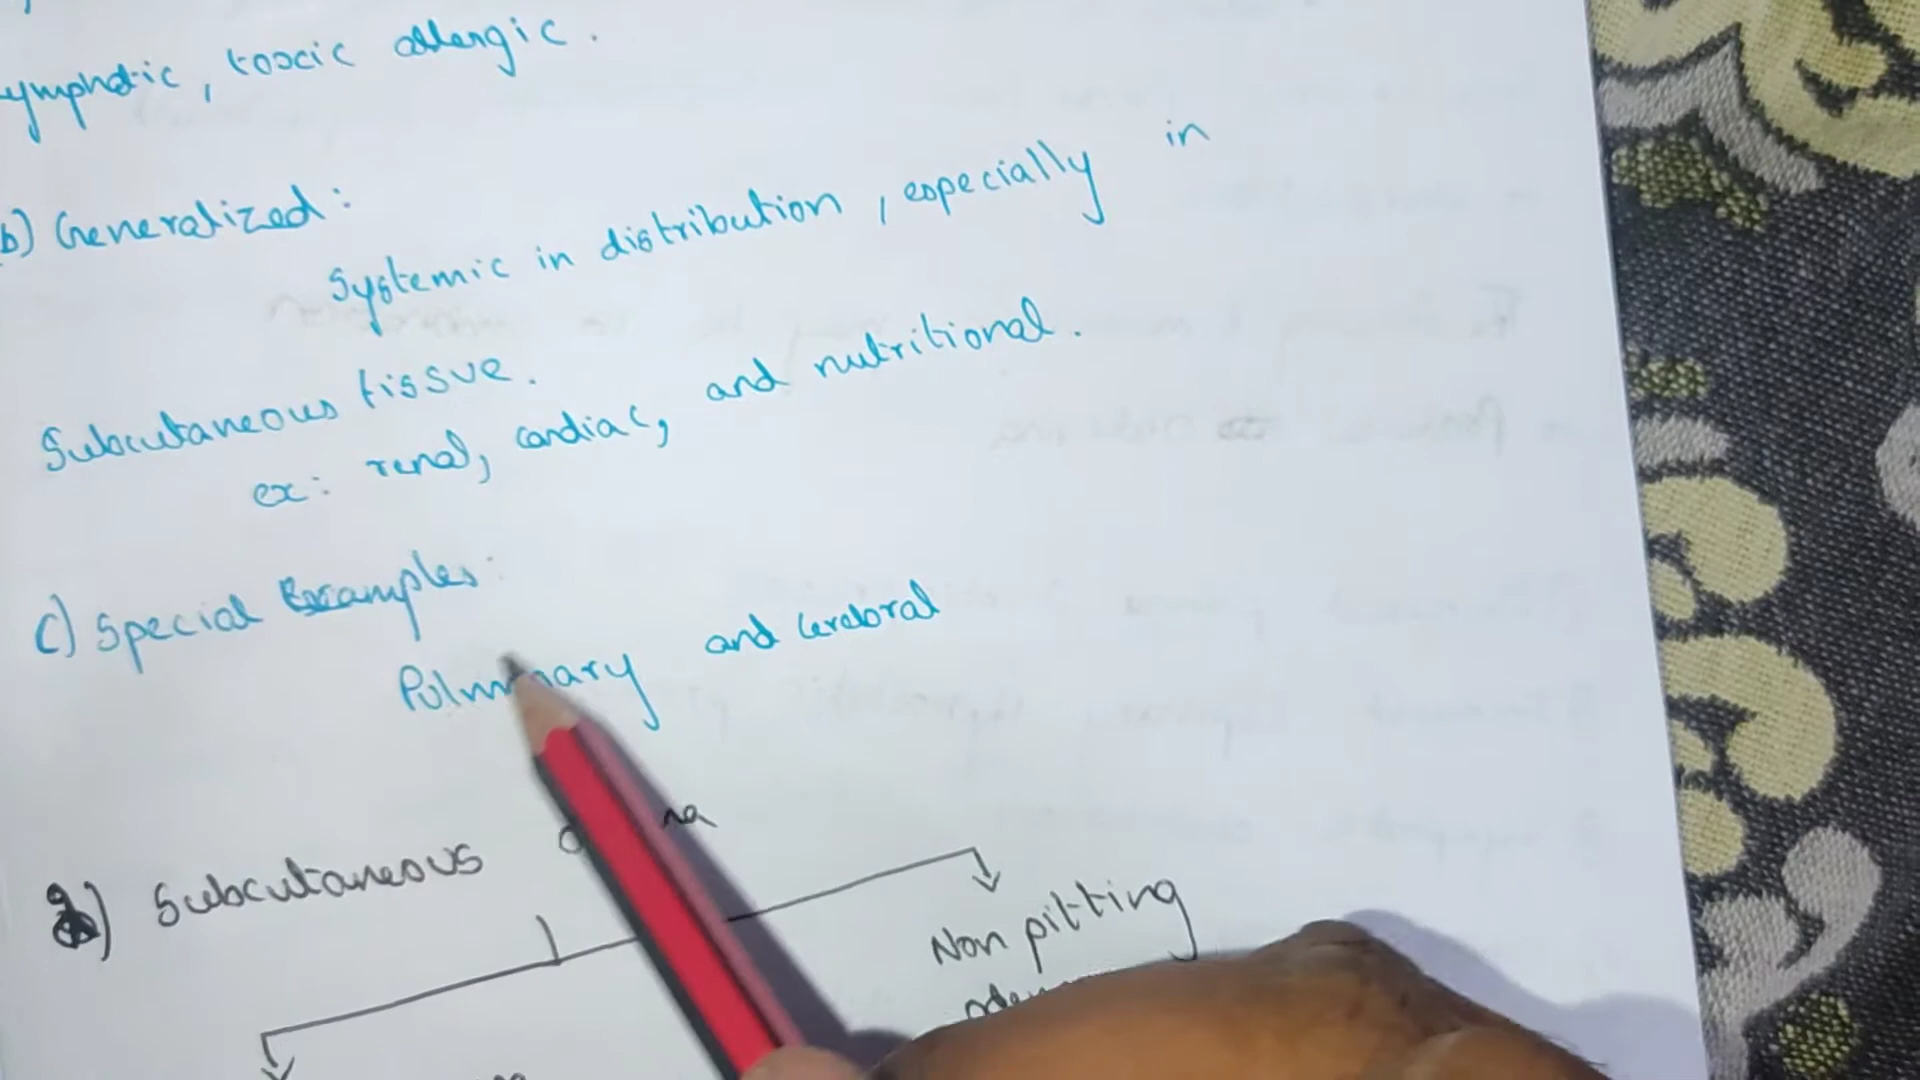 lymphatic, toxic allergic.
b) Generalized:
Systemic in distribution, especially in
Subcutaneous tissue.
ex: renal, cardiac, and nutritional.
c) Special Examples:
Pulmonary and Cerebral
Subcutaneous
Non pitting